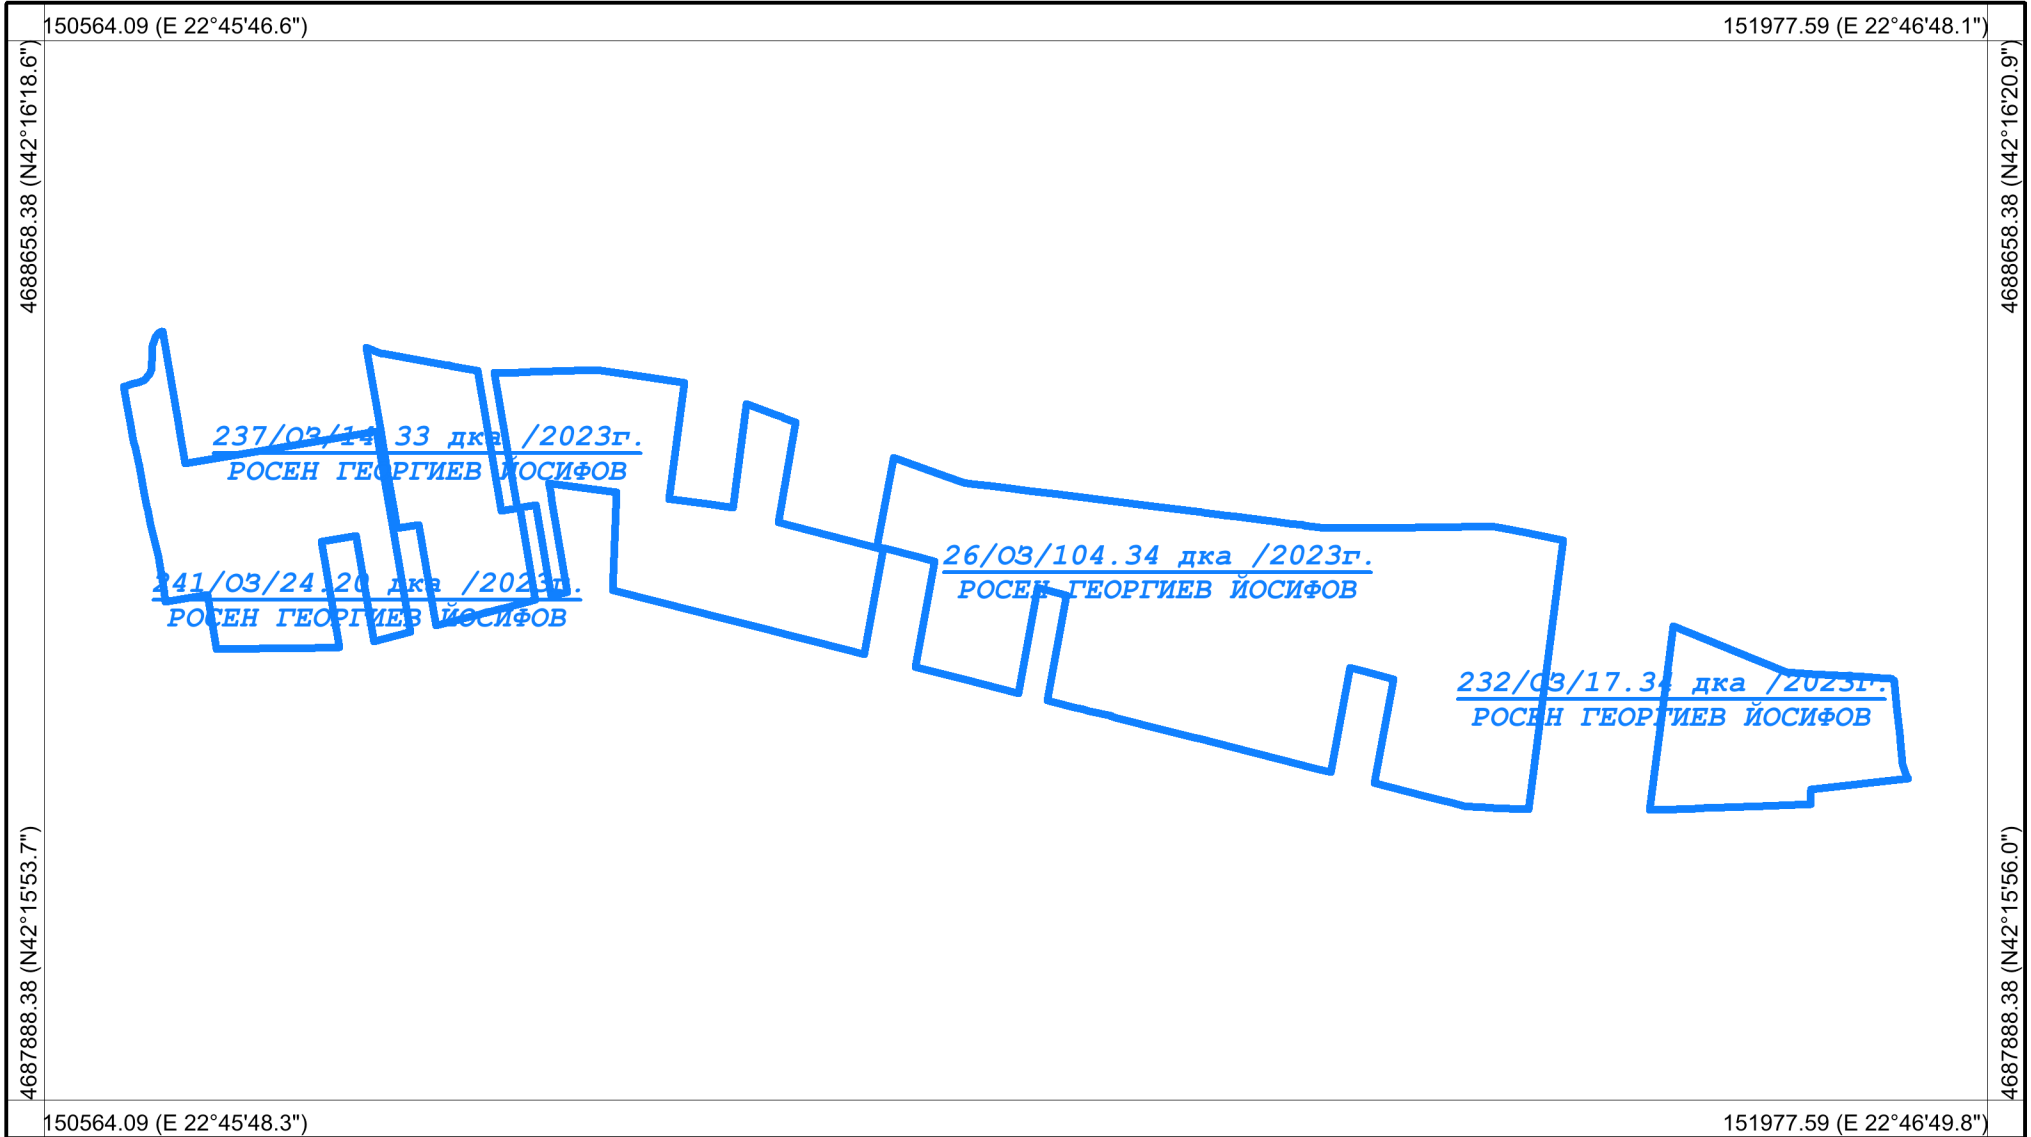 150564.09 (E 22°45'46.6")
151977.59 (E 22°46'48.1")
4688658.38 (N42°16'18.6")
4688658.38 (N42°16'20.9")
237/ОЗ/14.33 дка /2023г.
РОСЕН ГЕОРГИЕВ ЙОСИФОВ
241/ОЗ/24.20 дка /2023г.
РОСЕН ГЕОРГИЕВ ЙОСИФОВ
26/ОЗ/104.34 дка /2023г.
РОСЕН ГЕОРГИЕВ ЙОСИФОВ
232/ОЗ/17.34 дка /2023г.
РОСЕН ГЕОРГИЕВ ЙОСИФОВ
4687888.38 (N42°15'53.7")
4687888.38 (N42°15'56.0")
150564.09 (E 22°45'48.3")
151977.59 (E 22°46'49.8")